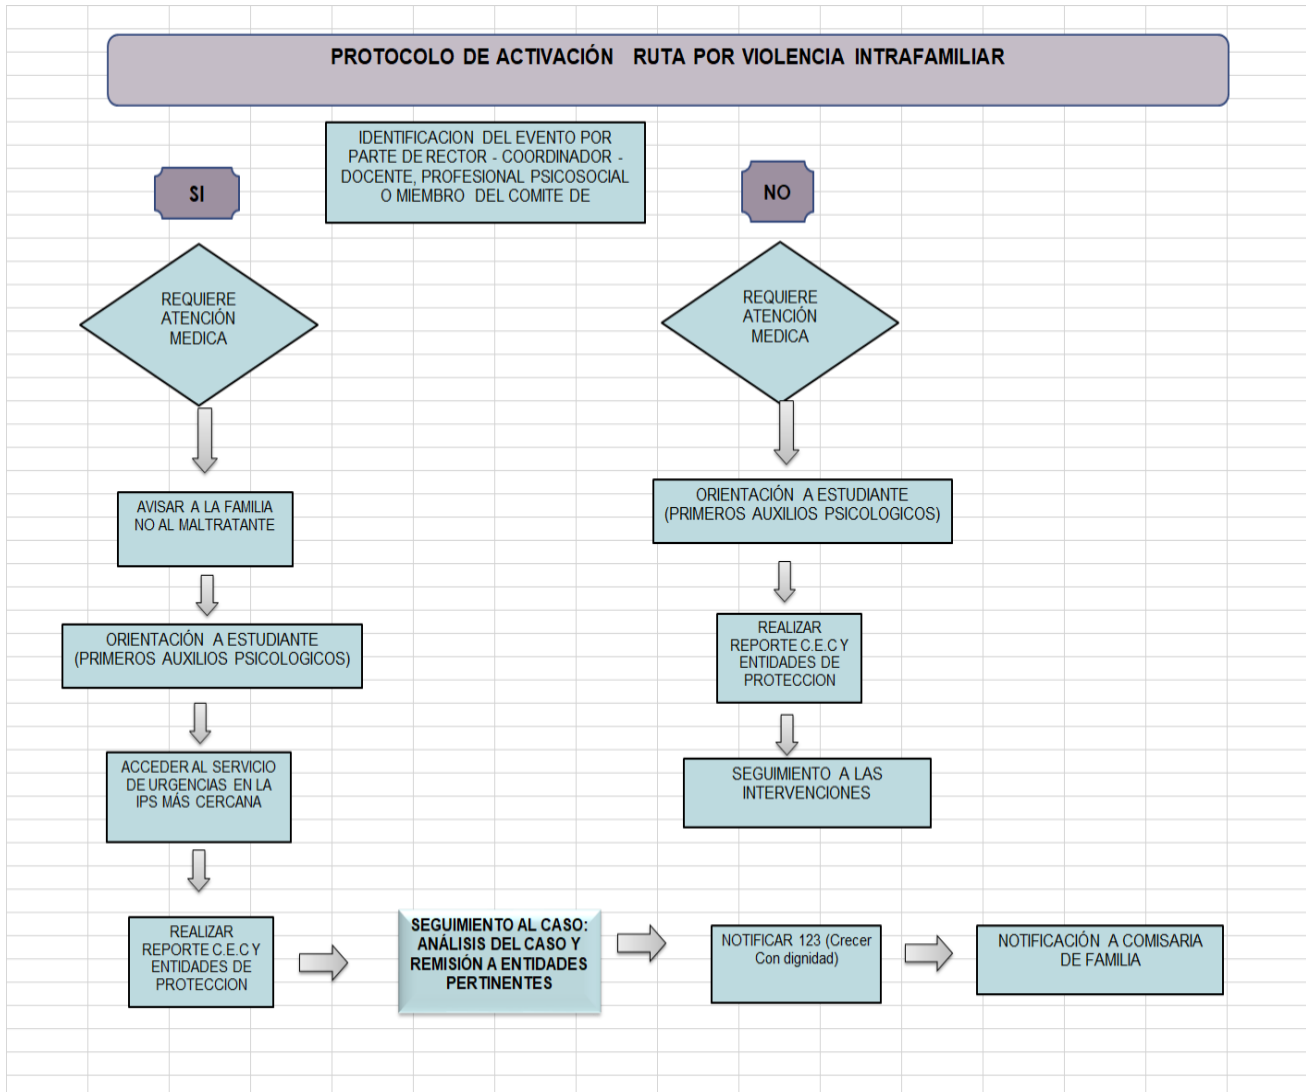 PROTOCOLO DE ACTIVACIÓN RUTA POR VIOLENCIA INTRAFAMILIAR
IDENTIFICACION DEL EVENTO POR
PARTE DE RECTOR - COORDINADOR -
DOCENTE, PROFESIONAL PSICOSOCIAL
O MIEMBRO DEL COMITE DE
SI
NO
REQUIERE
ATENCIÓN
MEDICA
REQUIERE
ATENCIÓN
MEDICA
AVISAR A LA FAMILIA
NO AL MALTRATANTE
ORIENTACIÓN A ESTUDIANTE
(PRIMEROS AUXILIOS PSICOLOGICOS)
ACCEDER AL SERVICIO
DE URGENCIAS EN LA
IPS MÁS CERCANA
ORIENTACIÓN A ESTUDIANTE
(PRIMEROS AUXILIOS PSICOLOGICOS)
REALIZAR
REPORTE C.E.C Y
ENTIDADES DE
PROTECCION
SEGUIMIENTO A LAS
INTERVENCIONES
REALIZAR
REPORTE C.E.C Y
ENTIDADES DE
PROTECCION
SEGUIMIENTO AL CASO:
ANÁLISIS DEL CASO Y
REMISIÓN A ENTIDADES
PERTINENTES
NOTIFICAR 123 (Crecer
Con dignidad)
NOTIFICACIÓN A COMISARIA
DE FAMILIA